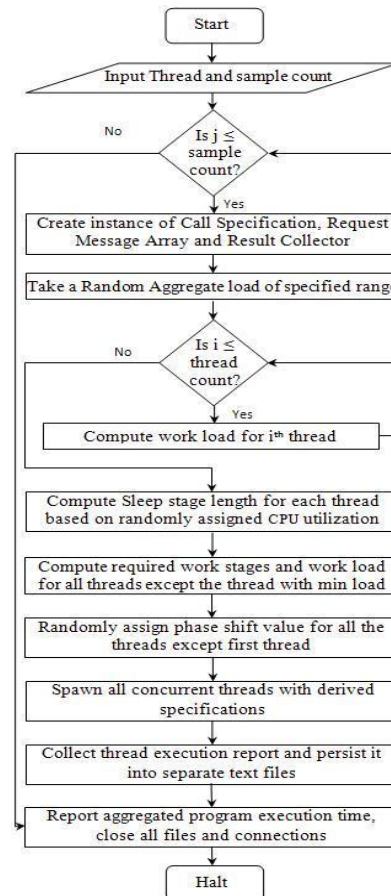 Start
Input Thread and sample count
No
Is j ≤
sample
count?
Yes
Create instance of Call Specification, Request
Message Array and Result Collector
Take a Random Aggregate load of specified range
No
Is i ≤
thread
count?
Yes
Compute work load for iᵗʰ thread
Compute Sleep stage length for each thread
based on randomly assigned CPU utilization
Compute required work stages and work load
for all threads except the thread with min load
Randomly assign phase shift value for all the
threads except first thread
Spawn all concurrent threads with derived
specifications
Collect thread execution report and persist it
into separate text files
Report aggregated program execution time,
close all files and connections
Halt